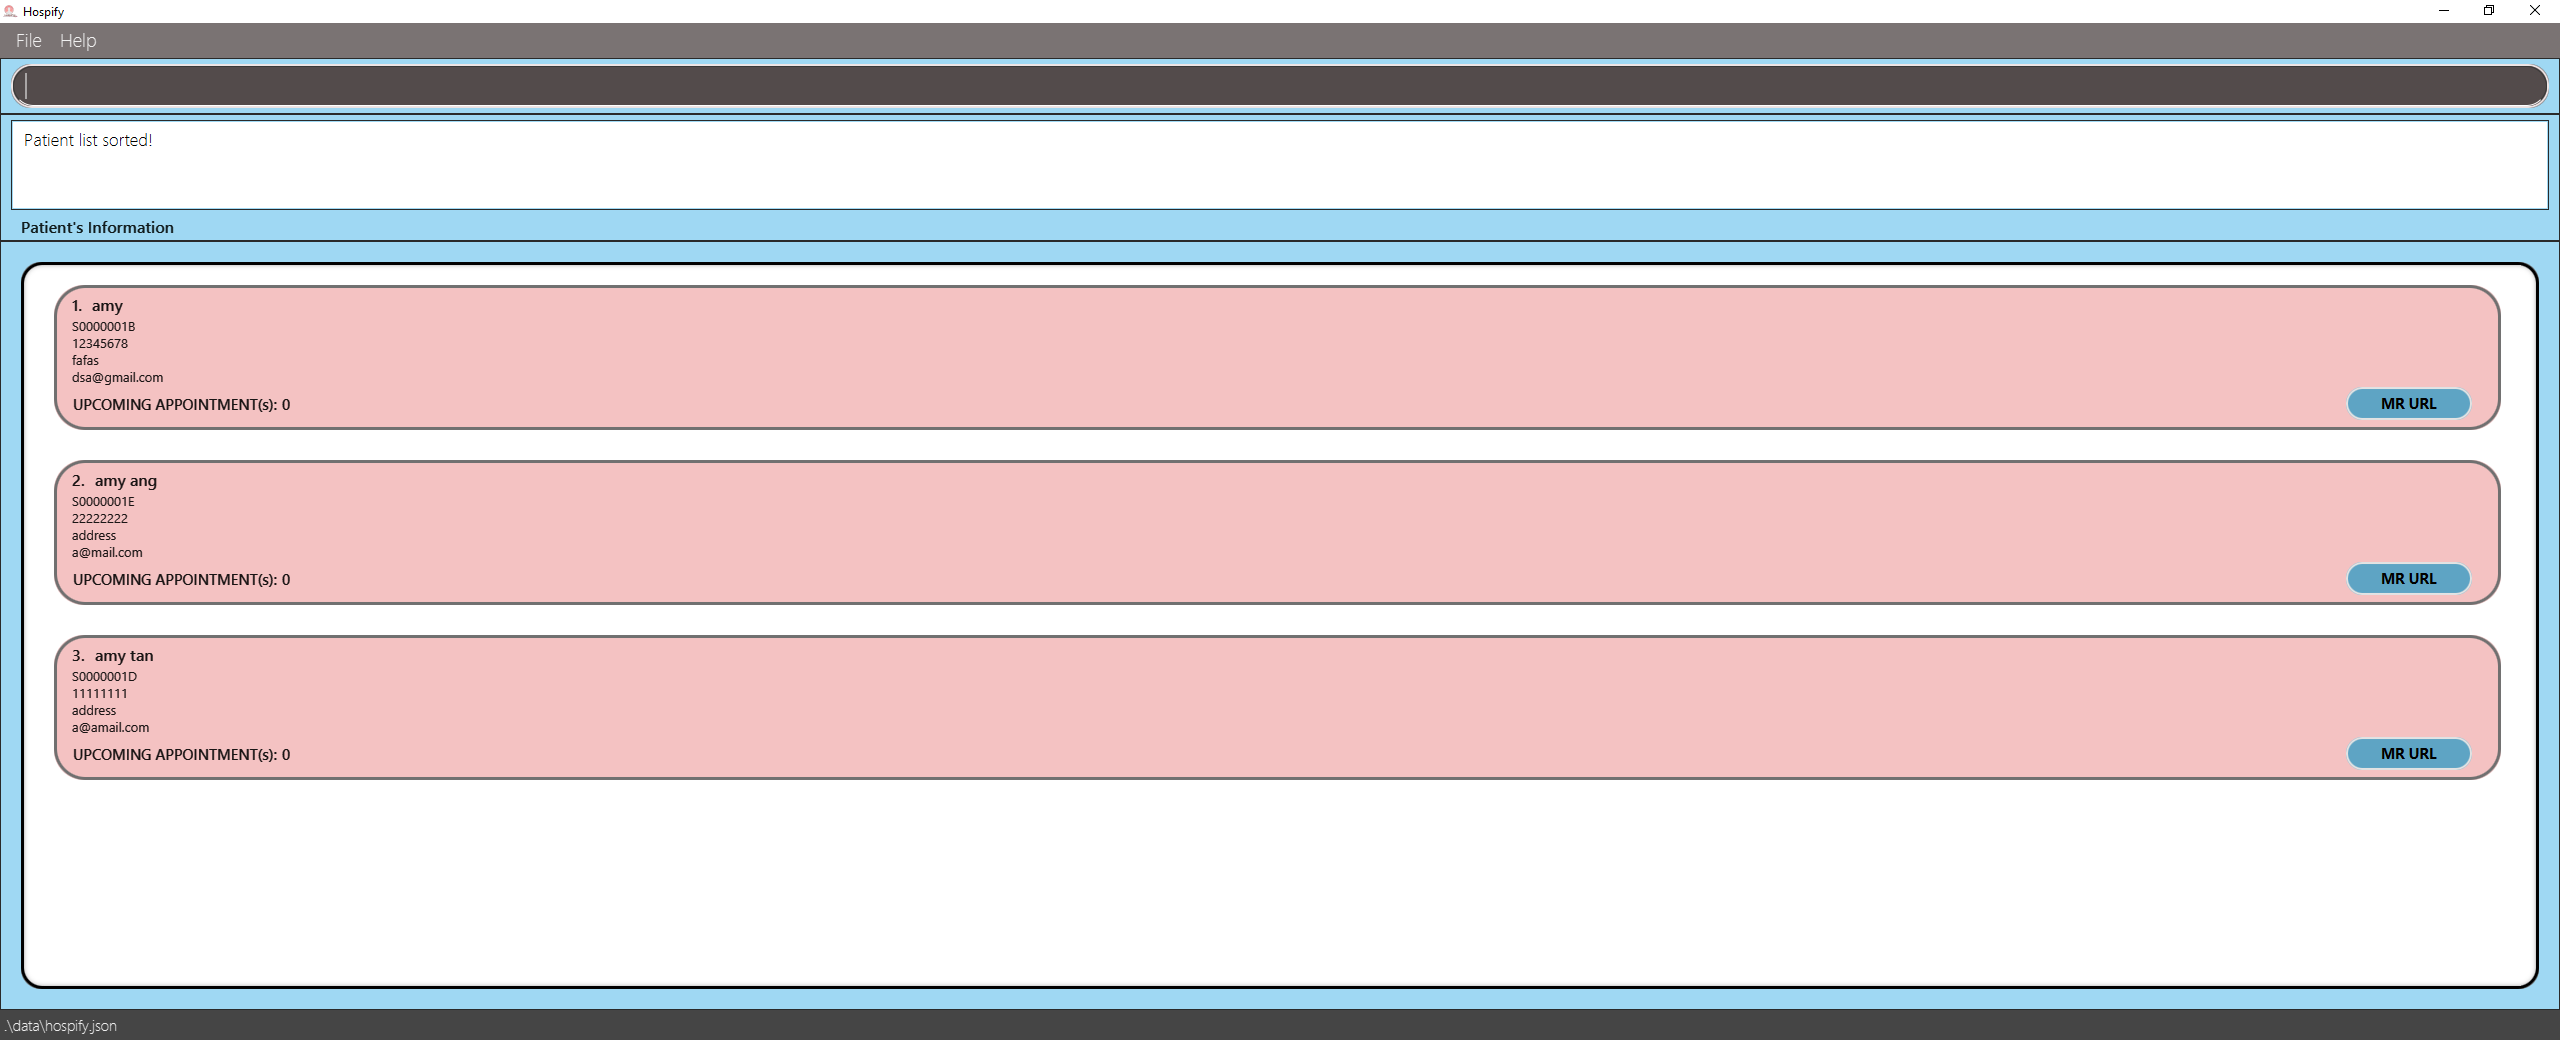 Hospify
File Help
Patient list sorted!
Patient's Information
1. amy
S0000001B
12345678
fafas
dsa@gmail.com
UPCOMING APPOINTMENT(s): 0
MR URL
2. amy ang
S0000001E
22222222
address
a@mail.com
UPCOMING APPOINTMENT(s): 0
MR URL
3. amy tan
S0000001D
11111111
address
a@amail.com
UPCOMING APPOINTMENT(s): 0
MR URL
.\data\hospify.json